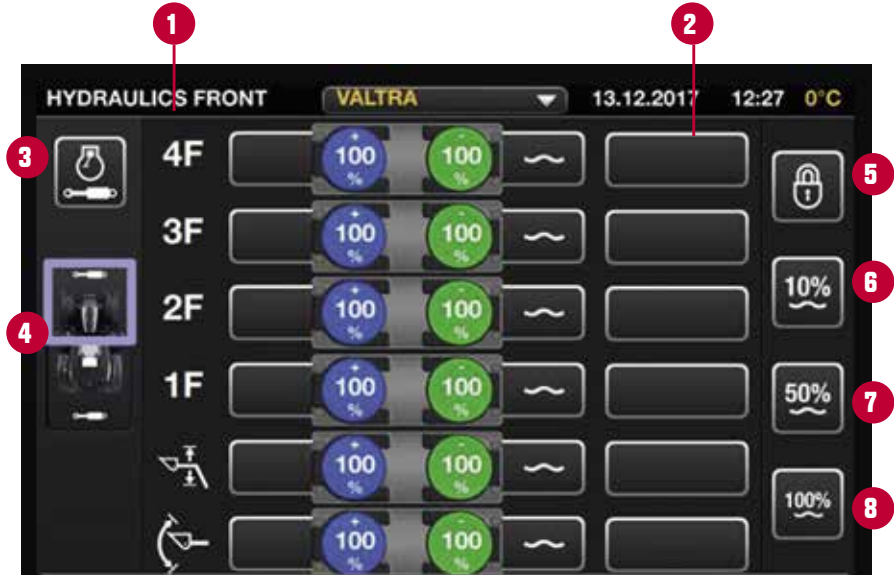 1 2
HYDRAULICS FRONT VALTRA 13.12.2017 12:27 0°C
3 4F + 100 % - 100 % 5
3F + 100 % - 100 %
4 2F + 100 % - 100 % 10% 6
1F + 100 % - 100 % 50% 7
+ 100 % - 100 % 100% 8
+ 100 % - 100 %